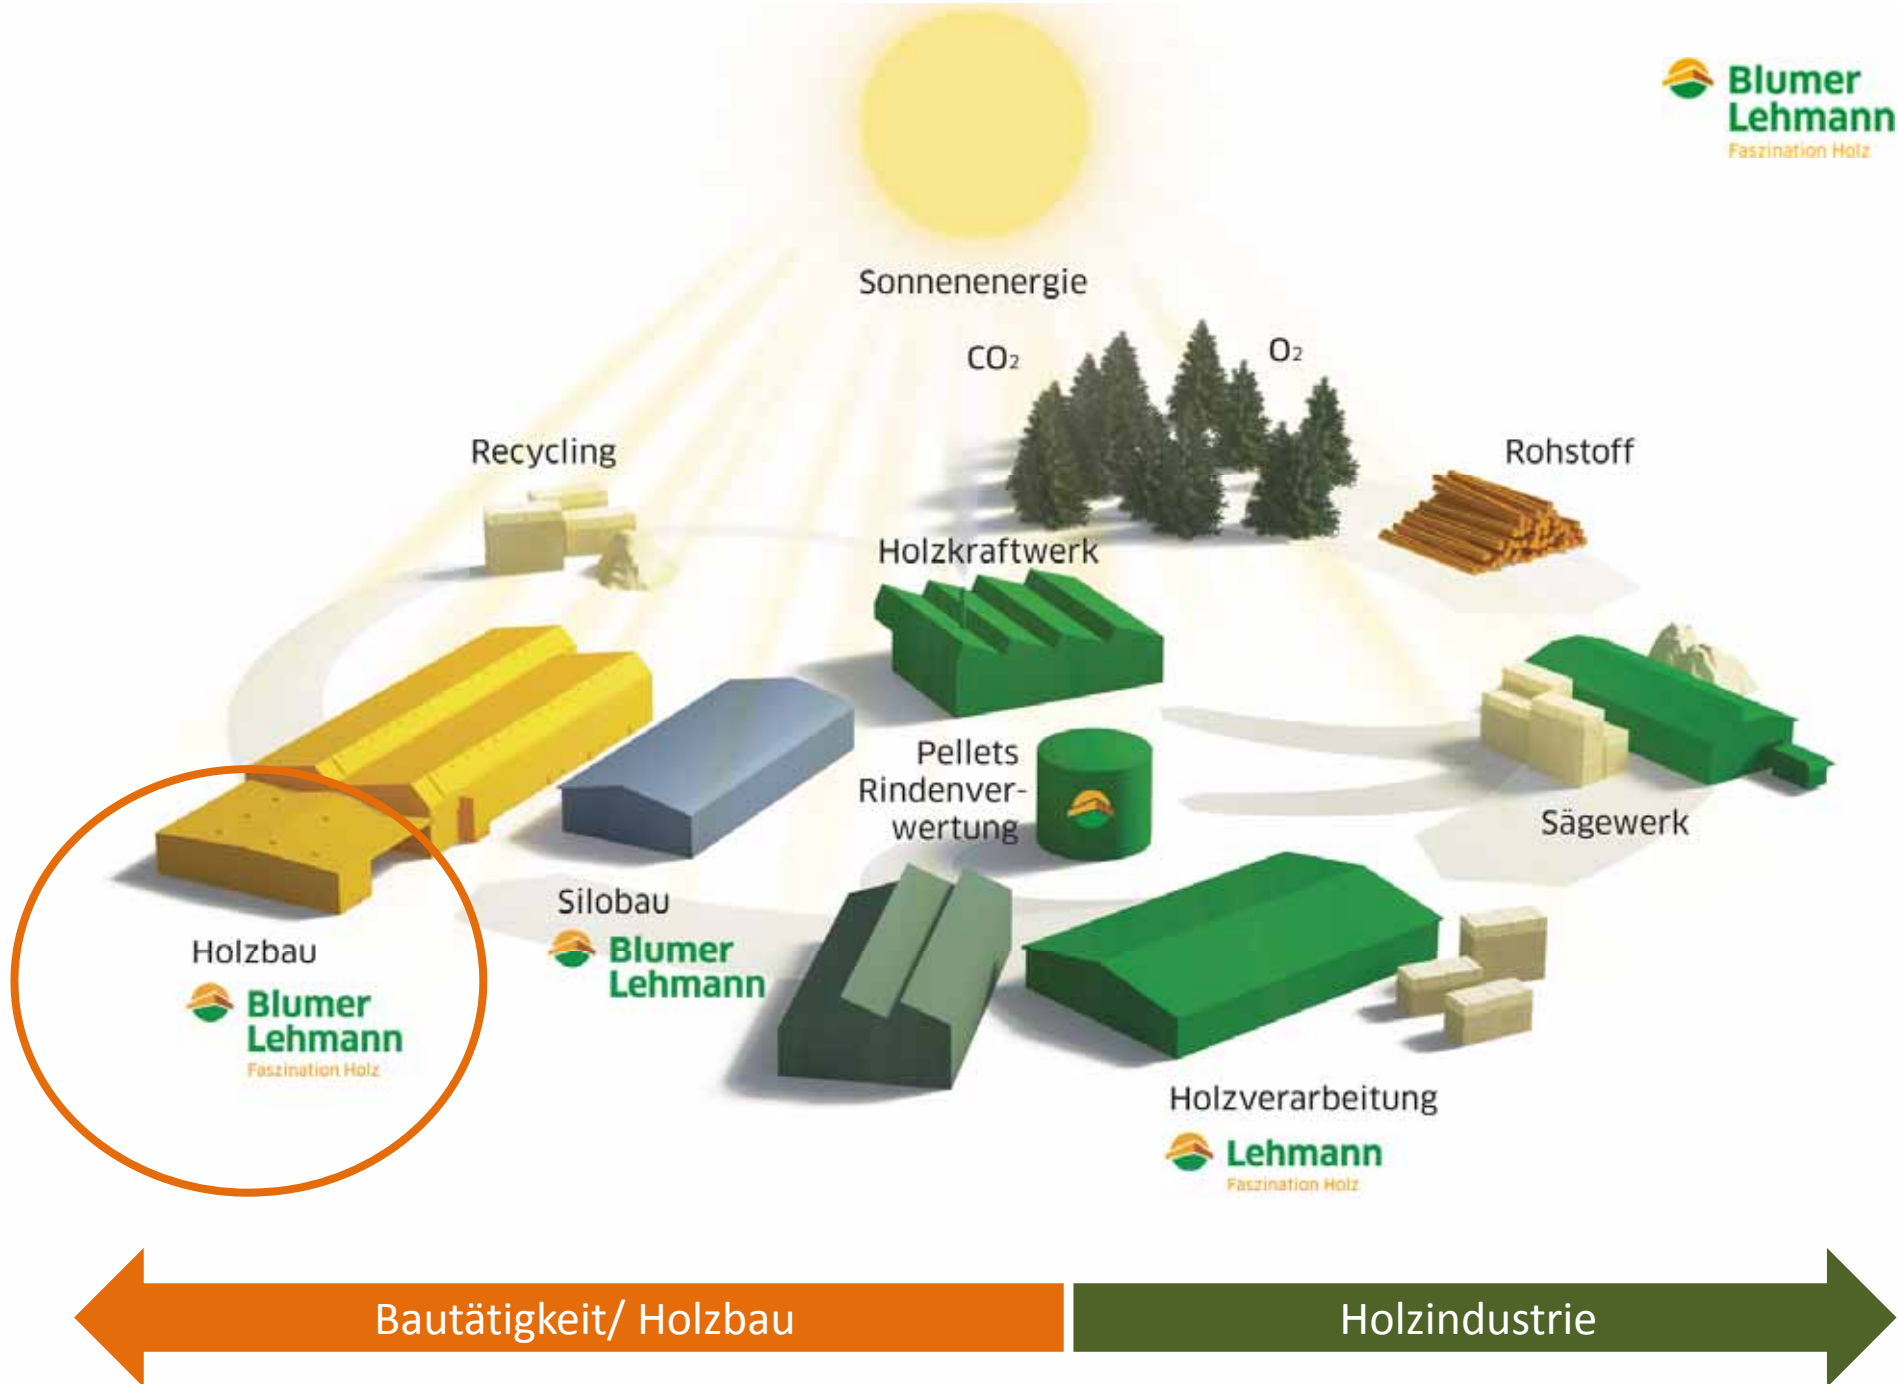 Blumer
Lehmann
Faszination Holz
Sonnenenergie
CO₂
O₂
Recycling
Rohstoff
Holzkraftwerk
Pellets
Rindenver-
wertung
Sägewerk
Silobau
Blumer
Lehmann
Holzbau
Blumer
Lehmann
Faszination Holz
Holzverarbeitung
Lehmann
Faszination Holz
Bautätigkeit/ Holzbau
Holzindustrie